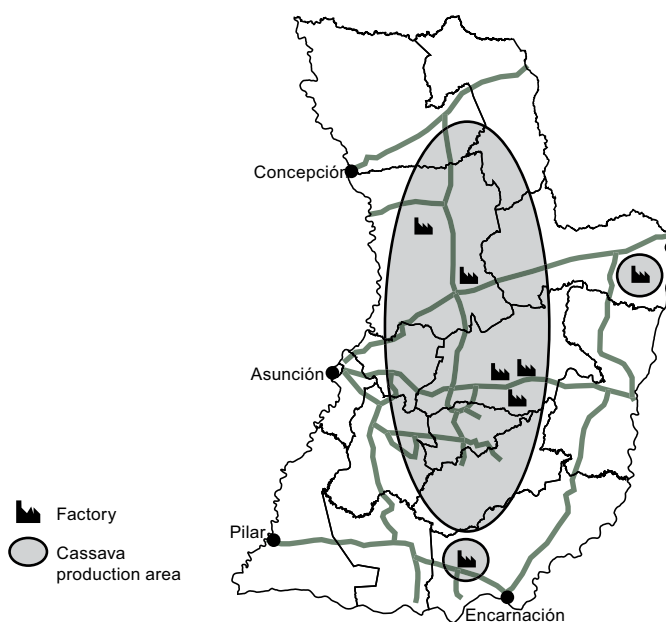 Concepción
Asunción
Factory
Pilar
Cassava
production area
Encarnación